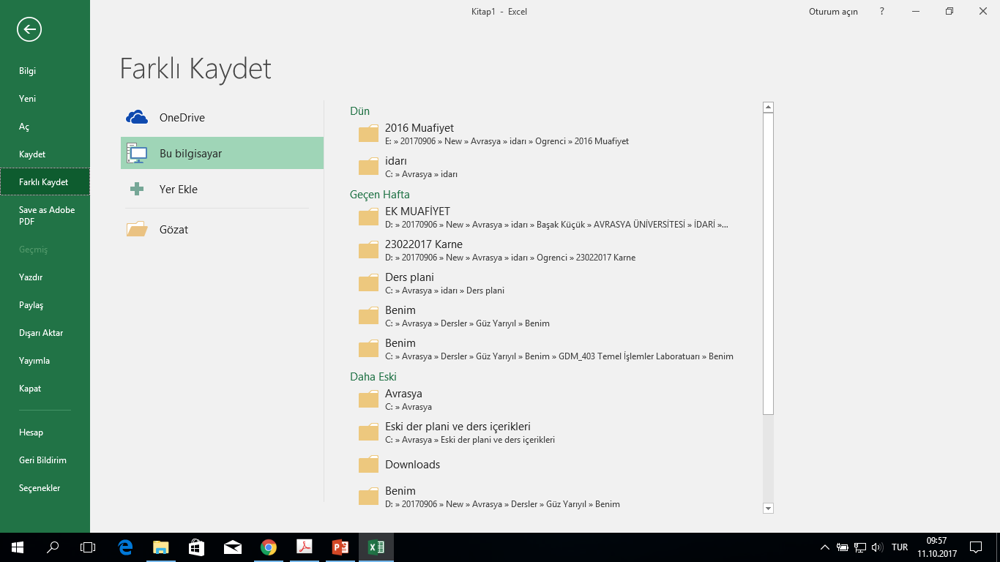 Kitap1 - Excel
Oturum açın
?
Bilgi
Yeni
Aç
Kaydet
Farklı Kaydet
Save as Adobe
PDF
Geçmiş
Yazdır
Paylaş
Dışarı Aktar
Yayımla
Kapat
Hesap
Geri Bildirim
Seçenekler
Farklı Kaydet
OneDrive
Bu bilgisayar
Yer Ekle
Gözat
Dün
2016 Muafiyet
E: » 20170906 » New » Avrasya » idarı » Ogrenci » 2016 Muafiyet
idarı
C: » Avrasya » idarı
Geçen Hafta
EK MUAFİYET
D: » 20170906 » New » Avrasya » idarı » Başak Küçük » AVRASYA ÜNİVERSİTESİ » İDARİ »...
23022017 Karne
D: » 20170906 » New » Avrasya » idarı » Ogrenci » 23022017 Karne
Ders plani
C: » Avrasya » idarı » Ders plani
Benim
C: » Avrasya » Dersler » Güz Yarıyıl » Benim
Benim
C: » Avrasya » Dersler » Güz Yarıyıl » Benim » GDM_403 Temel İşlemler Laboratuarı » Benim
Daha Eski
Avrasya
C: » Avrasya
Eski der plani ve ders içerikleri
C: » Avrasya » Eski der plani ve ders içerikleri
Downloads
Benim
D: » 20170906 » New » Avrasya » Dersler » Güz Yarıyıl » Benim
TUR
09:57
11.10.2017